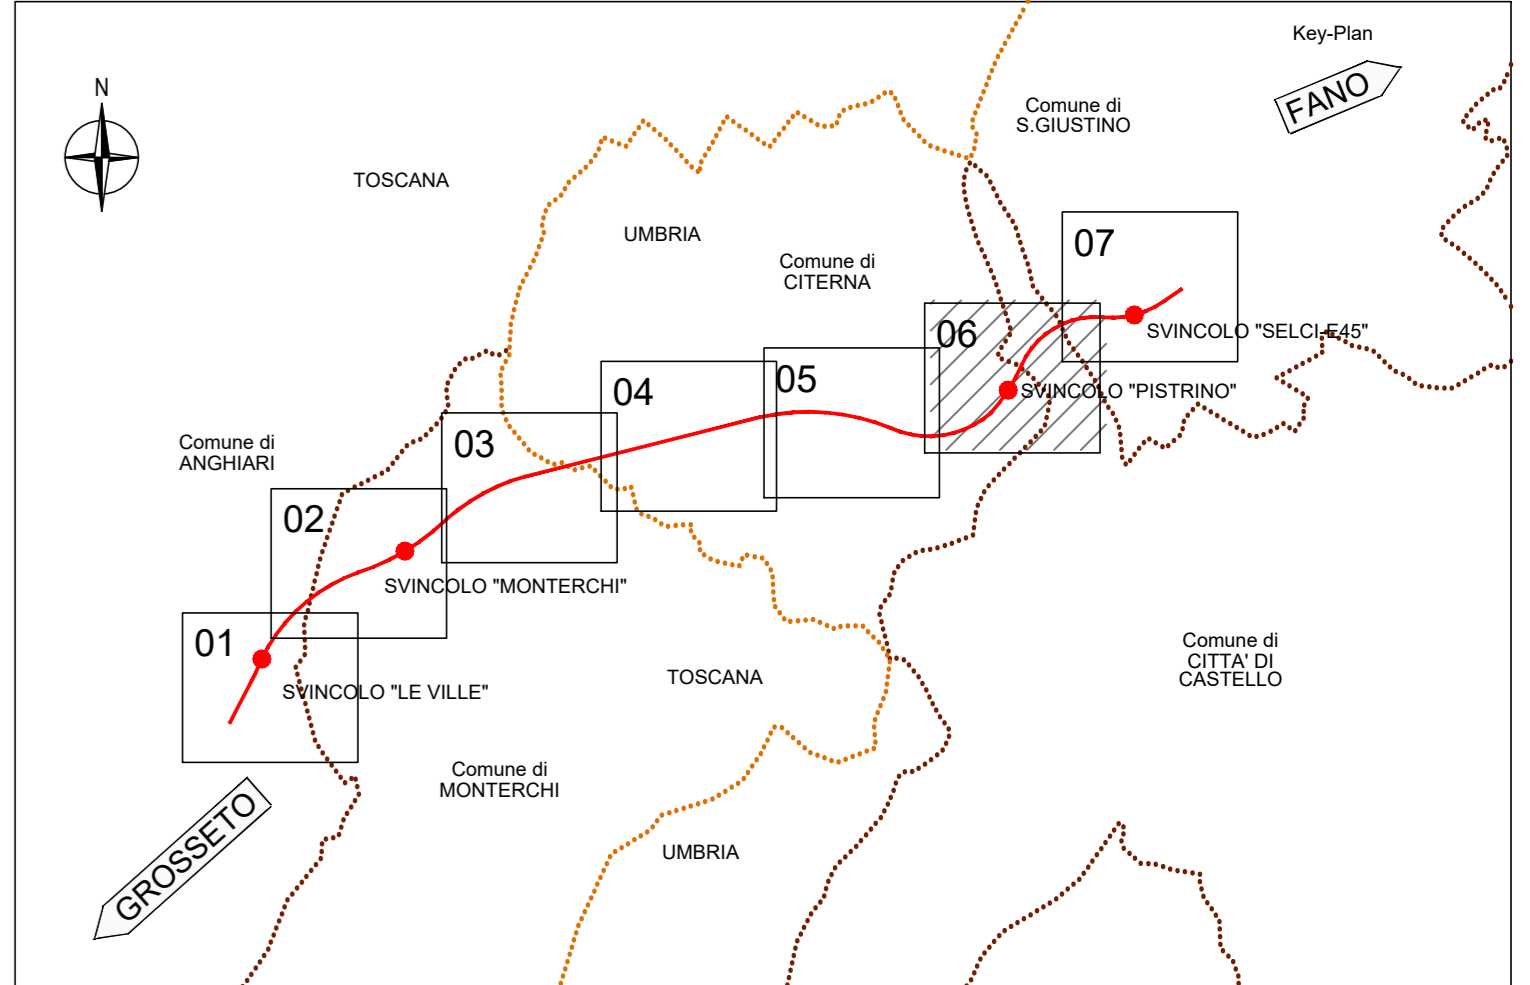 Key-Plan
FANO
N
Comune di
S.GIUSTINO
TOSCANA
UMBRIA
07
Comune di
CITERNA
06
SVINCOLO "SELCI-E45"
05
04
SVINCOLO "PISTRINO"
03
Comune di
ANGHIARI
02
SVINCOLO "MONTERCHI"
01
SVINCOLO "LE VILLE"
TOSCANA
Comune di
CITTA' DI
CASTELLO
Comune di
MONTERCHI
GROSSETO
UMBRIA